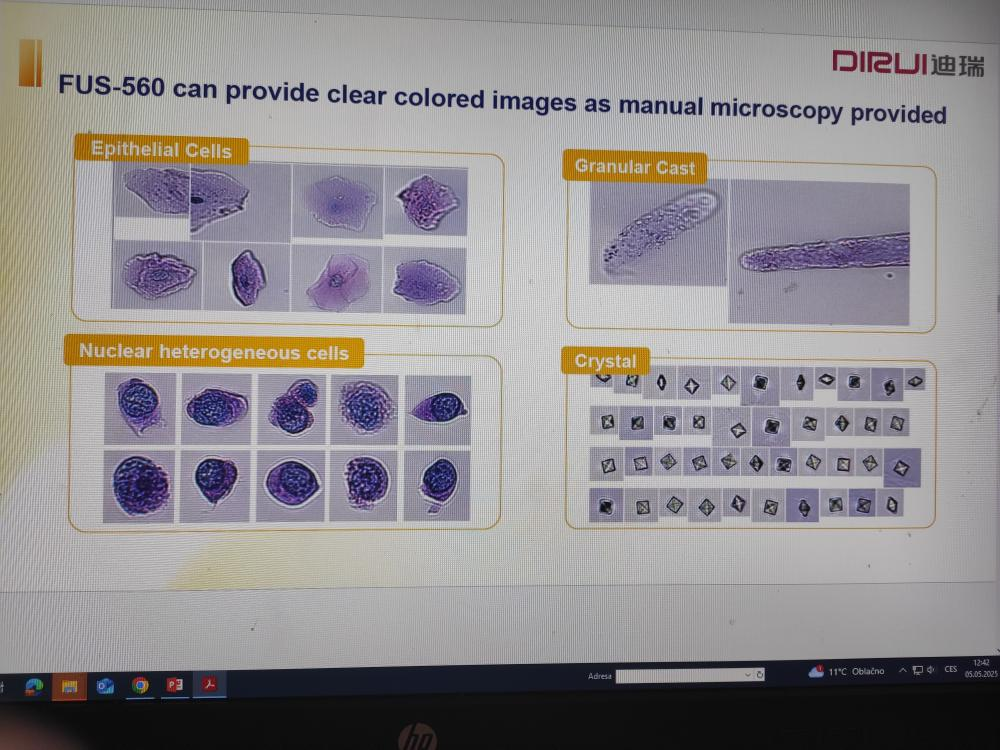 DIRUI迪瑞
FUS-560 can provide clear colored images as manual microscopy provided
Epithelial Cells
Granular Cast
Nuclear heterogeneous cells
Crystal
Adresa
11°C Oblačno
CES
12:42
05.05.2025
hp